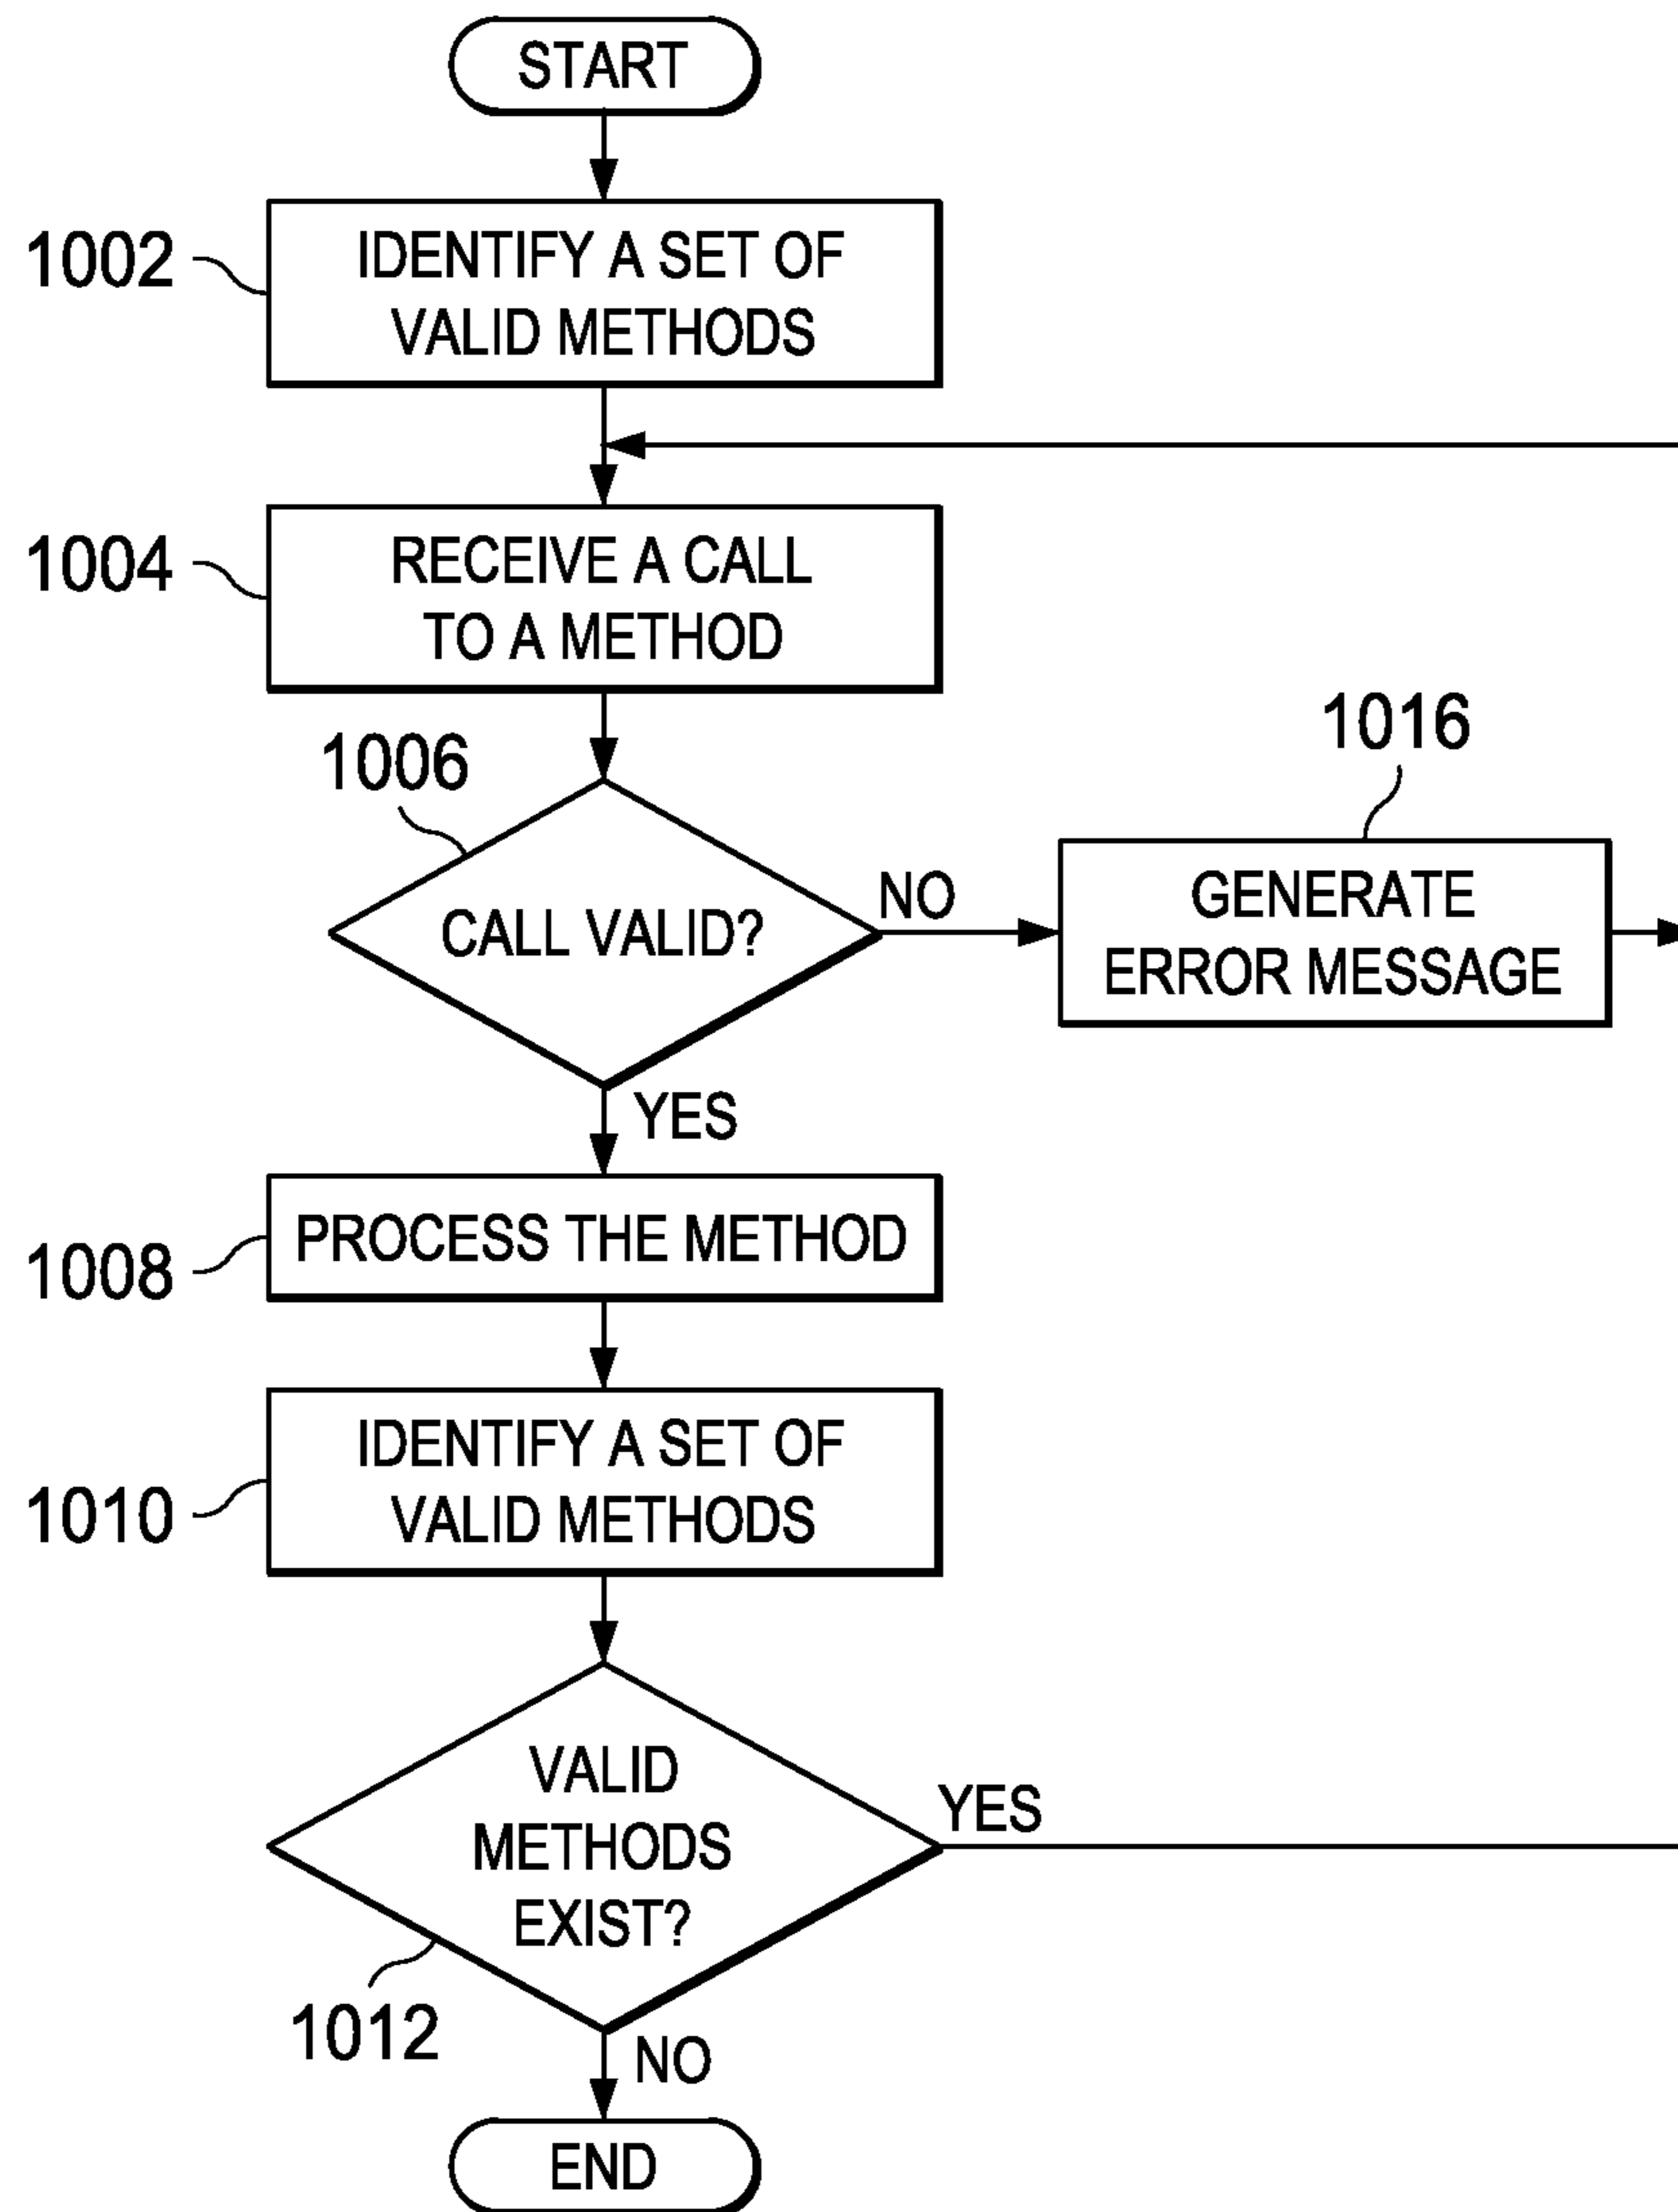 START
1002
IDENTIFY A SET OF
VALID METHODS
1004
RECEIVE A CALL
TO A METHOD
1006
CALL VALID?
NO
1016
GENERATE
ERROR MESSAGE
YES
1008
PROCESS THE METHOD
1010
IDENTIFY A SET OF
VALID METHODS
VALID
METHODS
EXIST?
YES
1012
NO
END